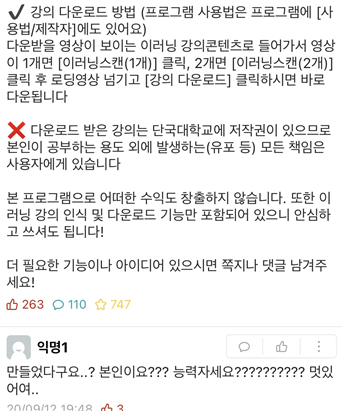 ✔ 강의 다운로드 방법 (프로그램 사용법은 프로그램에 [사
용법/제작자]에도 있어요)
다운받을 영상이 보이는 이러닝 강의콘텐츠로 들어가서 영상
이 1개면 [이러닝스캔(1개)] 클릭, 2개면 [이러닝스캔(2개)]
클릭 후 로딩영상 넘기고 [강의 다운로드] 클릭하시면 바로
다운됩니다
❌ 다운로드 받은 강의는 단국대학교에 저작권이 있으므로
본인이 공부하는 용도 외에 발생하는(유포 등) 모든 책임은
사용자에게 있습니다
본 프로그램으로 어떠한 수익도 창출하지 않습니다. 또한 이
러닝 강의 인식 및 다운로드 기능만 포함되어 있으니 안심하
고 쓰셔도 됩니다!
더 필요한 기능이나 아이디어 있으시면 쪽지나 댓글 남겨주
세요!
263 110 747
익명1
만들었다구요..? 본인이요??? 능력자세요?????????? 멋있
어여..
20/09/12 19:48 3